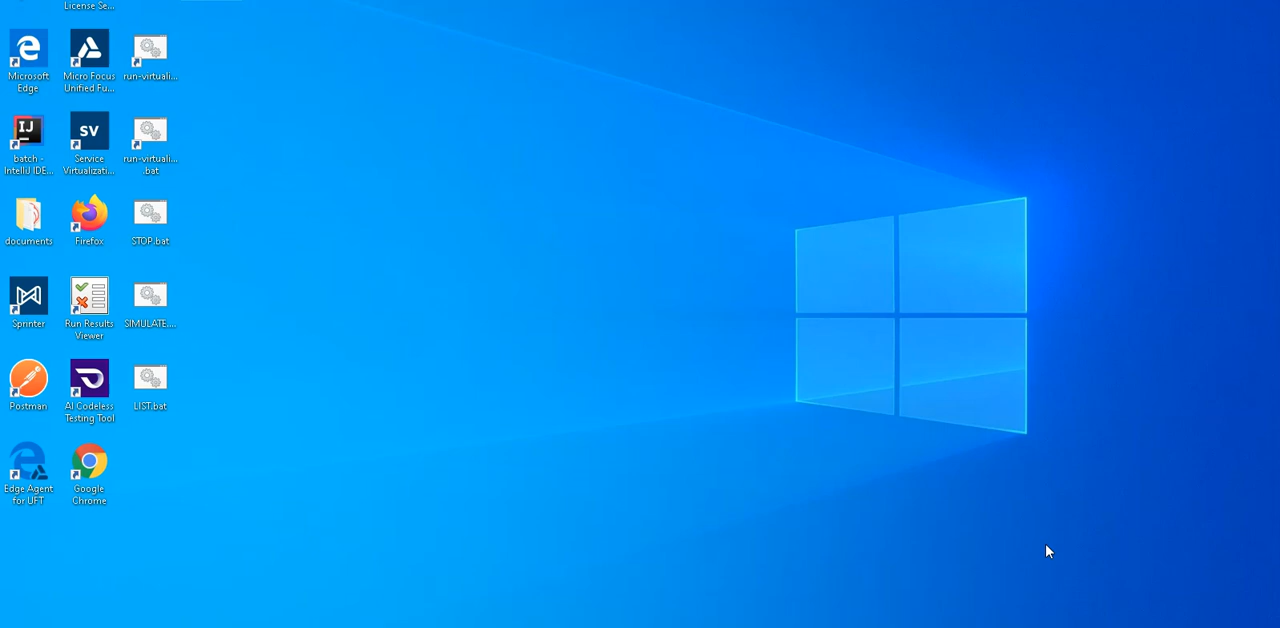 License Se...
Microsoft
Edge
Micro Focus
Unified Fu...
run-virtuali...
IJ
batch -
IntelliJ IDE...
SV
Service
Virtualizati...
run-virtuali...
.bat
documents
Firefox
STOP.bat
Sprinter
Run Results
Viewer
SIMULATE....
Postman
AI Codeless
Testing Tool
LIST.bat
Edge Agent
for UFT
Google
Chrome